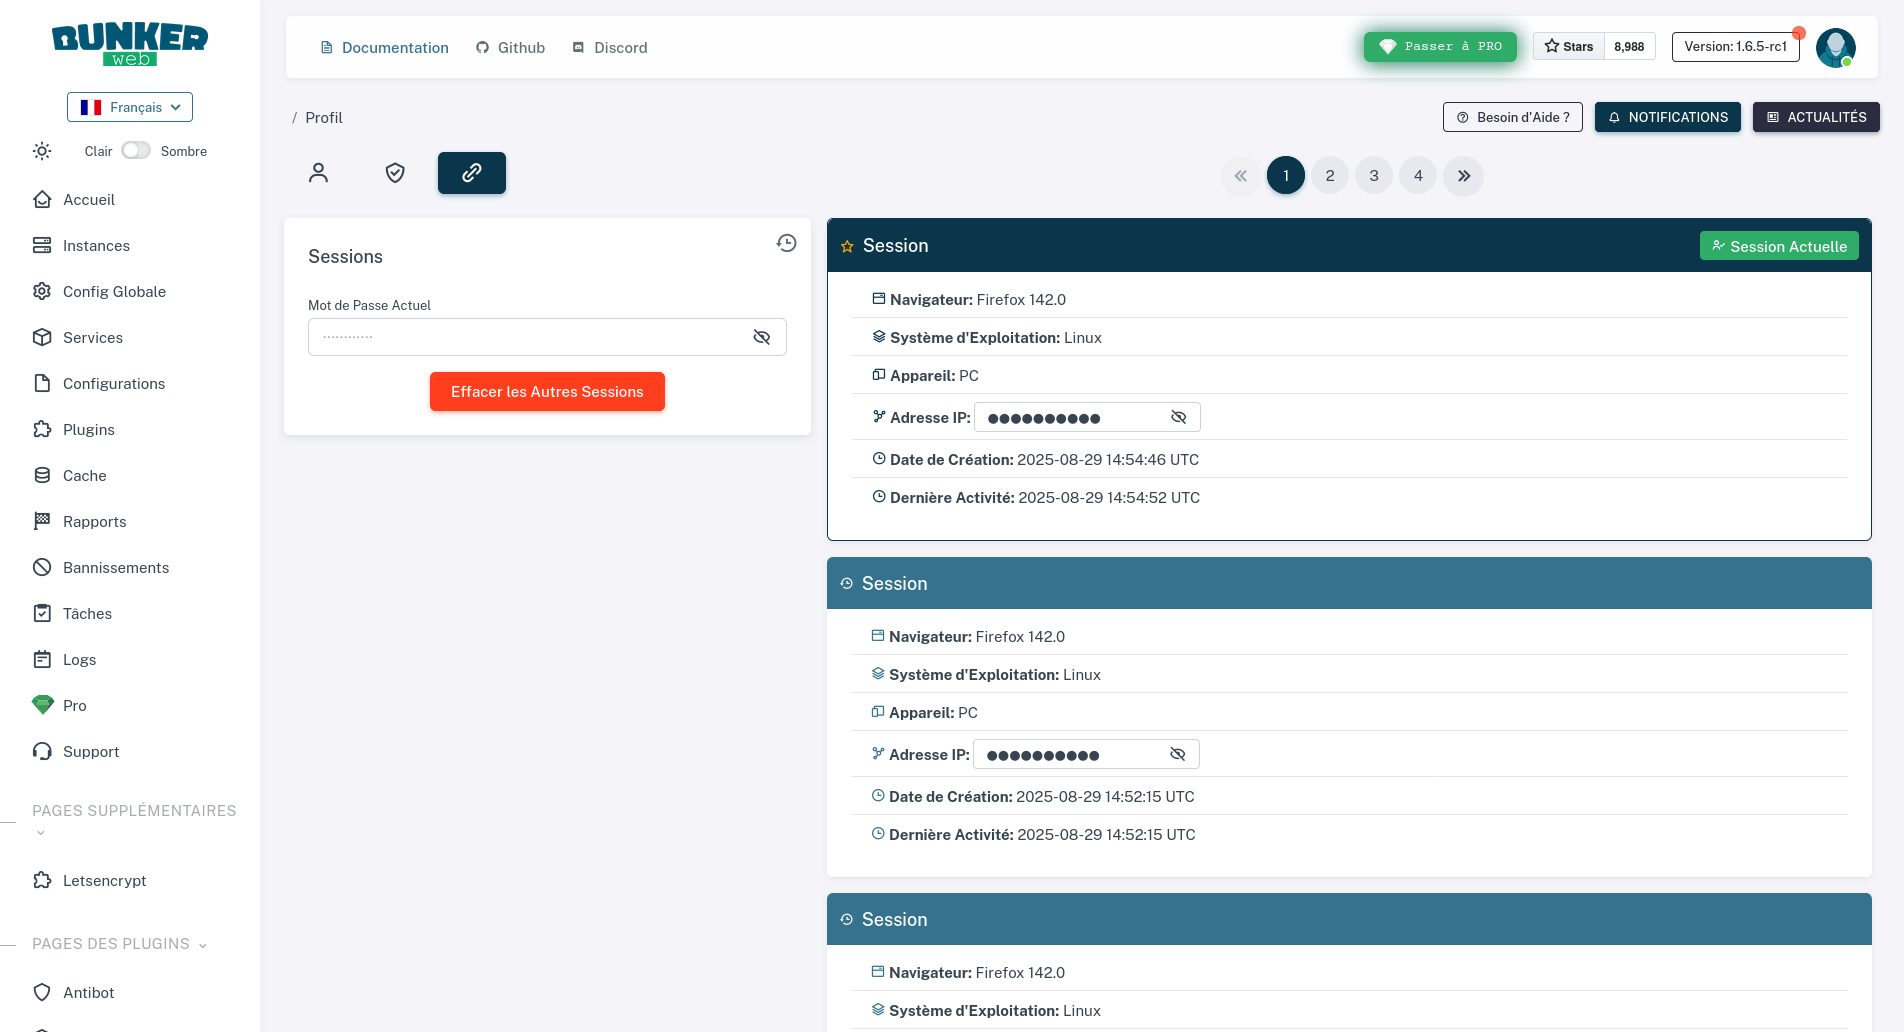 BUNKER
web
Français
Clair
Sombre
Accueil
Instances
Config Globale
Services
Configurations
Plugins
Cache
Rapports
Bannissements
Tâches
Logs
Pro
Support
PAGES SUPPLÉMENTAIRES
Letsencrypt
PAGES DES PLUGINS
Antibot
Documentation
Github
Discord
Passer à PRO
Stars
8,988
Version: 1.6.5-rc1
/ Profil
Besoin d'Aide ?
NOTIFICATIONS
ACTUALITÉS
« 1 2 3 4 »
Sessions
Mot de Passe Actuel
············
Effacer les Autres Sessions
Session
Session Actuelle
Navigateur: Firefox 142.0
Système d'Exploitation: Linux
Appareil: PC
Adresse IP: ●●●●●●●●●●
Date de Création: 2025-08-29 14:54:46 UTC
Dernière Activité: 2025-08-29 14:54:52 UTC
Session
Navigateur: Firefox 142.0
Système d'Exploitation: Linux
Appareil: PC
Adresse IP: ●●●●●●●●●●
Date de Création: 2025-08-29 14:52:15 UTC
Dernière Activité: 2025-08-29 14:52:15 UTC
Session
Navigateur: Firefox 142.0
Système d'Exploitation: Linux